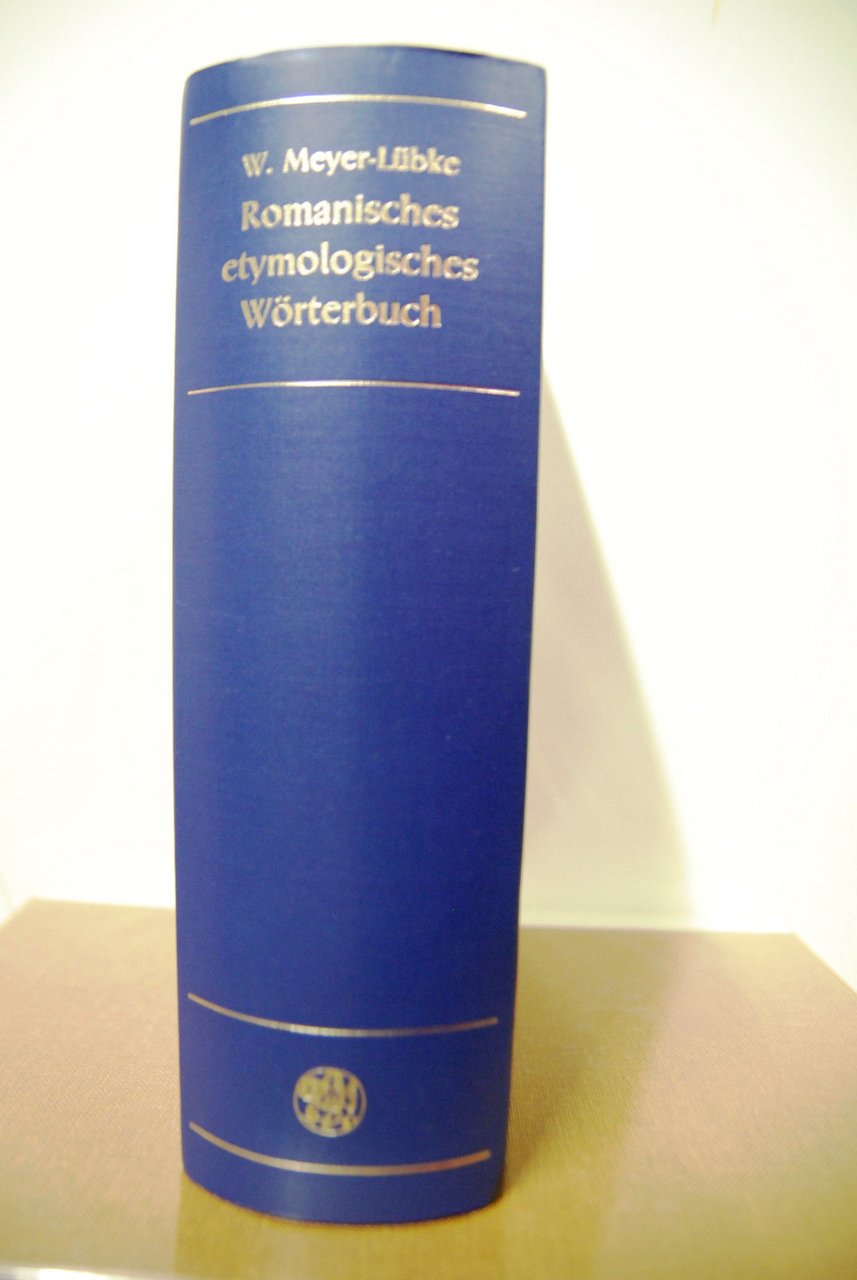 W. Meyer-Lübke
Romanisches
etymologisches
Wörterbuch